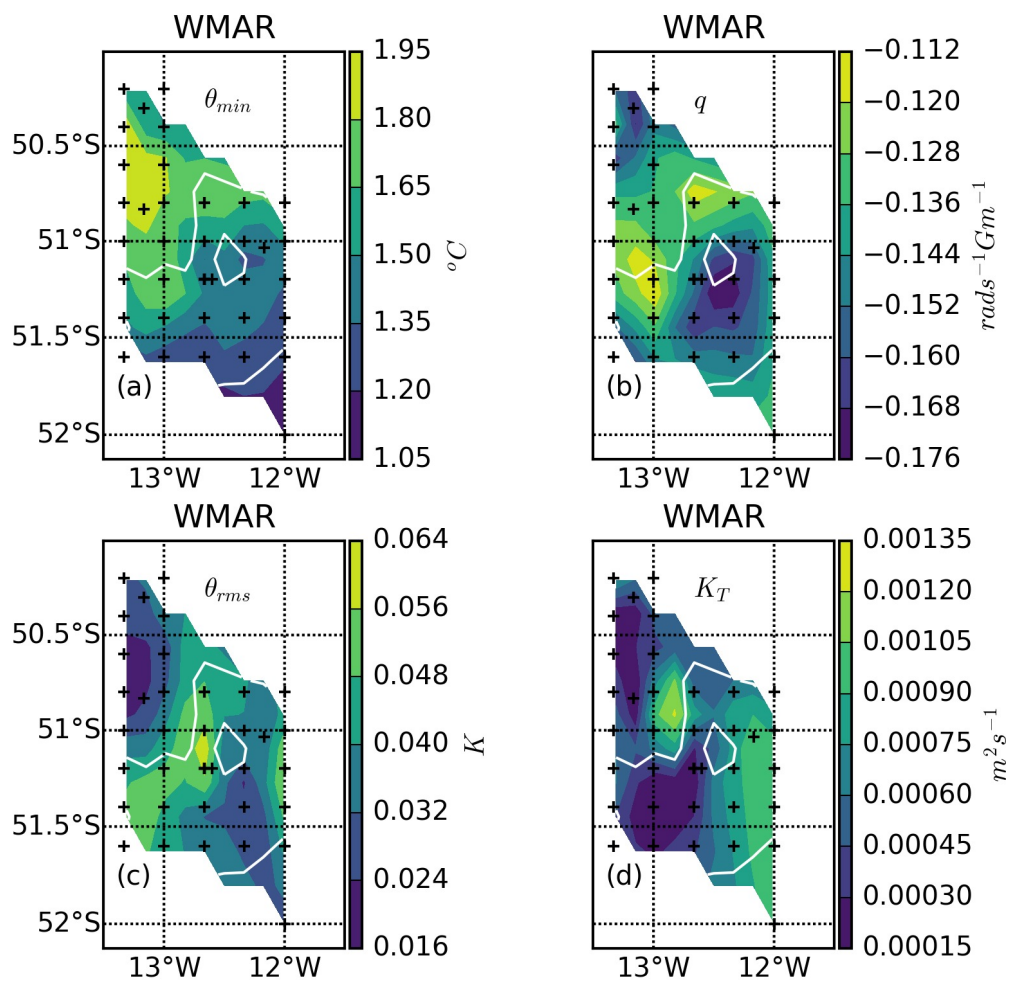 WMAR WMAR
1.95 −0.112
θmin q
50.5°S 1.80 −0.120
1.65 −0.128
51°S 1.50 °C −0.136 rads⁻¹Gm⁻¹
−0.144
51.5°S 1.35 −0.152
−0.160
(a) 1.20 (b) −0.168
52°S 1.05 −0.176
13°W 12°W 13°W 12°W
WMAR WMAR
0.064 0.00135
θrms K_T 0.00120
50.5°S 0.056 0.00105
0.048 0.00090
51°S 0.040 K 0.00075 m²s⁻¹
0.032 0.00060
51.5°S 0.00045
(c) 0.024 (d) 0.00030
52°S 0.016 0.00015
13°W 12°W 13°W 12°W